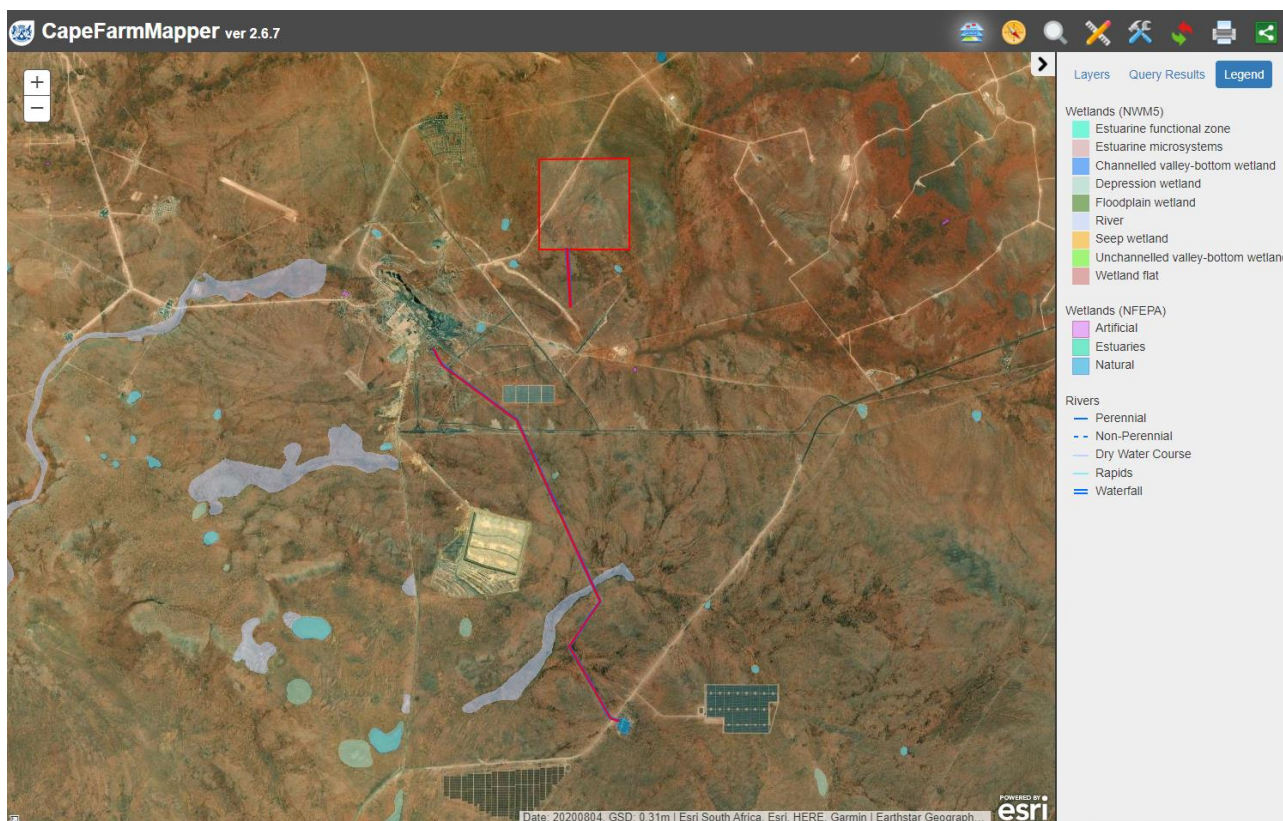 CapeFarmMapper ver 2.6.7
+
−
Layers Query Results Legend
Wetlands (NWM5)
Estuarine functional zone
Estuarine microsystems
Channelled valley-bottom wetland
Depression wetland
Floodplain wetland
River
Seep wetland
Unchannelled valley-bottom wetland
Wetland flat
Wetlands (NFEPA)
Artificial
Estuaries
Natural
Rivers
Perennial
Non-Perennial
Dry Water Course
Rapids
Waterfall
POWERED BY
esri
Date: 20200804, GSD: 0.31m | Esri South Africa, Esri, HERE, Garmin | Earthstar Geograph...